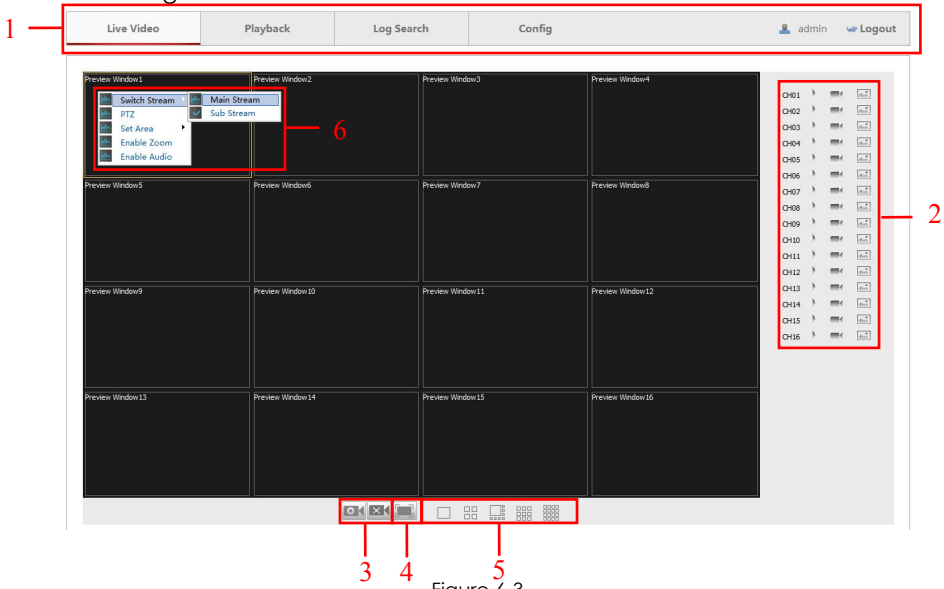 1
Live Video Playback Log Search Config admin Logout
Preview Window1 Preview Window2 Preview Window3 Preview Window4
Switch Stream Main Stream
PTZ Sub Stream
Set Area
Enable Zoom
Enable Audio
6
CH01
CH02
CH03
CH04
CH05
CH06
CH07
CH08
CH09
CH10
CH11
CH12
CH13
CH14
CH15
CH16
2
Preview Window5 Preview Window6 Preview Window7 Preview Window8
Preview Window9 Preview Window10 Preview Window11 Preview Window12
Preview Window13 Preview Window14 Preview Window15 Preview Window16
3 4 5